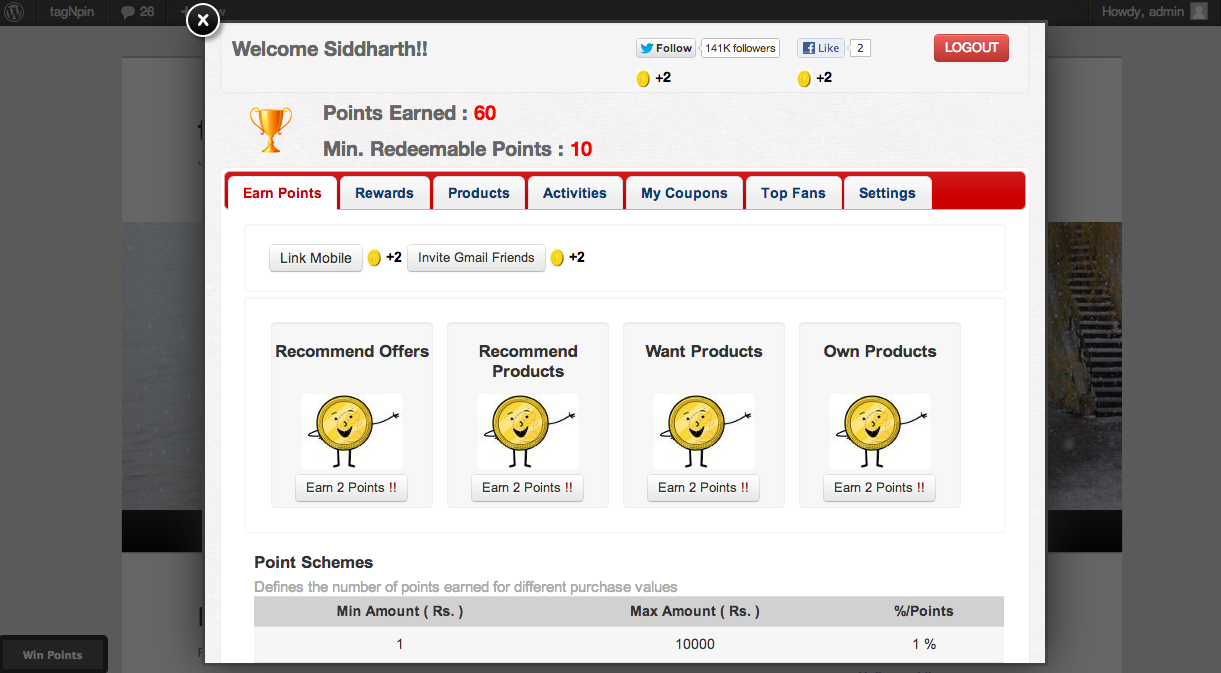 tagNpin 26 Howdy, admin
Welcome Siddharth!!
Follow 141K followers Like 2 LOGOUT
+2 +2
Points Earned : 60
Min. Redeemable Points : 10
Earn Points Rewards Products Activities My Coupons Top Fans Settings
Link Mobile +2 Invite Gmail Friends +2
Recommend Offers
Recommend
Products
Want Products
Own Products
Earn 2 Points !! Earn 2 Points !! Earn 2 Points !! Earn 2 Points !!
Point Schemes
Defines the number of points earned for different purchase values
Min Amount ( Rs. ) Max Amount ( Rs. ) %/Points
1 10000 1 %
Win Points